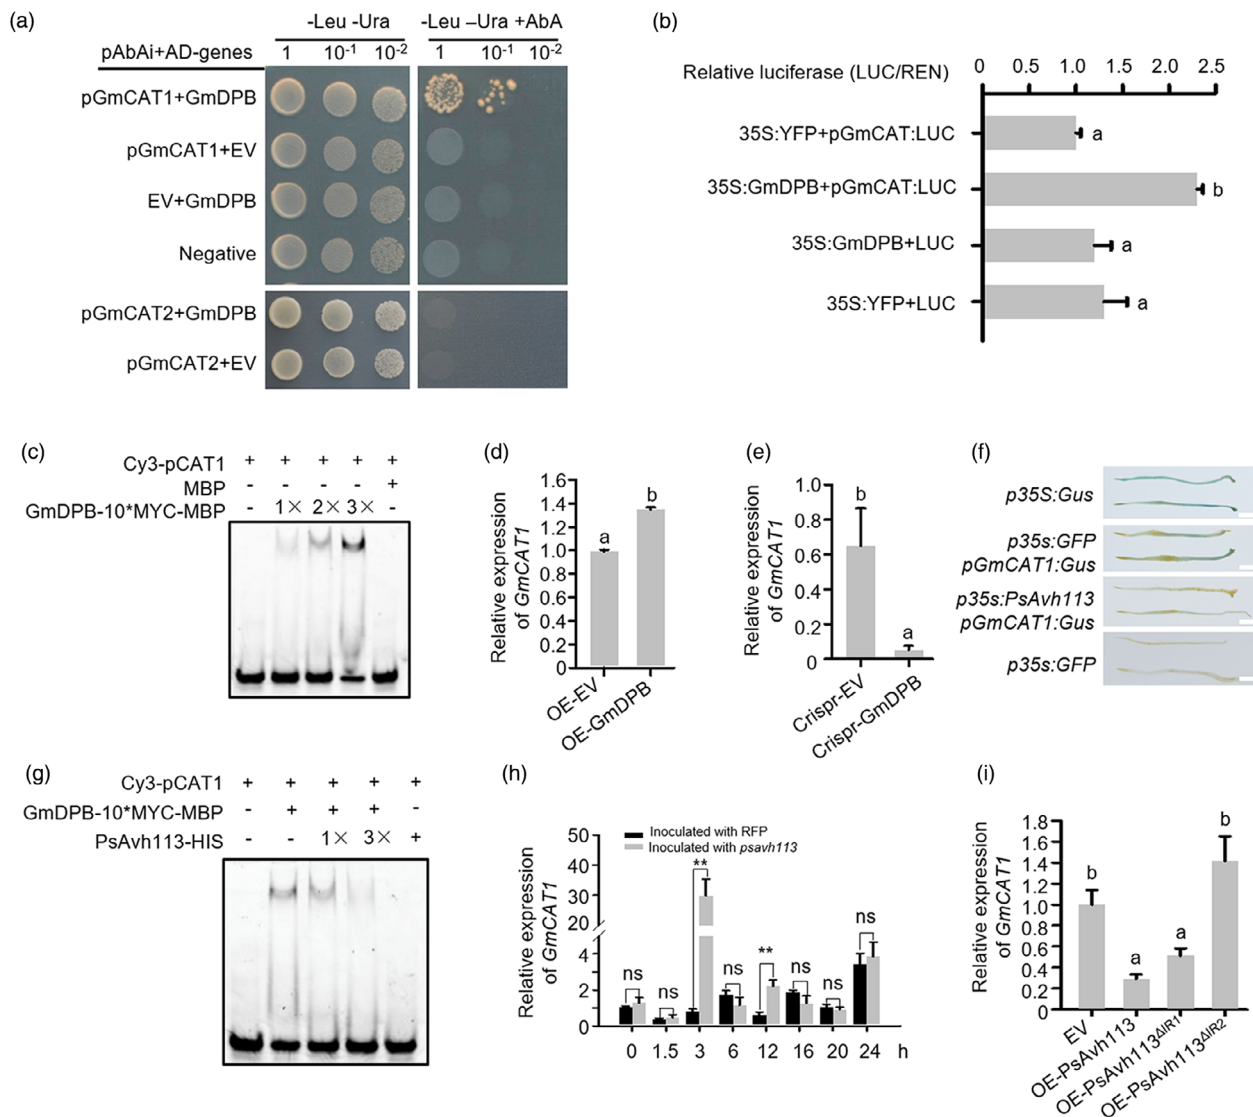 (a)
-Leu -Ura
-Leu –Ura +AbA
pAbAi+AD-genes
1 10-1 10-2 1 10-1 10-2
pGmCAT1+GmDPB
pGmCAT1+EV
EV+GmDPB
Negative
pGmCAT2+GmDPB
pGmCAT2+EV
(b)
Relative luciferase (LUC/REN)
0 0.5 1.0 1.5 2.0 2.5
35S:YFP+pGmCAT:LUC a
35S:GmDPB+pGmCAT:LUC b
35S:GmDPB+LUC a
35S:YFP+LUC a
(c)
Cy3-pCAT1 + + + + +
MBP - - - - +
GmDPB-10*MYC-MBP - 1× 2× 3× -
(d)
Relative expression
of GmCAT1
1.6
1.4
1.2
1.0
0.8
0.6
0.4
0.2
0
a b
OE-EV
OE-GmDPB
(e)
Relative expression
of GmCAT1
1.0
0.8
0.6
0.4
0.2
0
b a
Crispr-EV
Crispr-GmDPB
(f)
p35S:Gus
p35s:GFP
pGmCAT1:Gus
p35s:PsAvh113
pGmCAT1:Gus
p35s:GFP
(g)
Cy3-pCAT1 + + + + +
GmDPB-10*MYC-MBP - + + + -
PsAvh113-HIS - - 1× 3× +
(h)
Relative expression
of GmCAT1
50
40
30
20
4
2
0
Inoculated with RFP
Inoculated with psavh113
ns ns ** ns ** ns ns ns
0 1.5 3 6 12 16 20 24 h
(i)
Relative expression
of GmCAT1
1.8
1.6
1.4
1.2
1.0
0.8
0.6
0.4
0.2
0
b a a b
EV
OE-PsAvh113
OE-PsAvh113ΔIR1
OE-PsAvh113ΔIR2